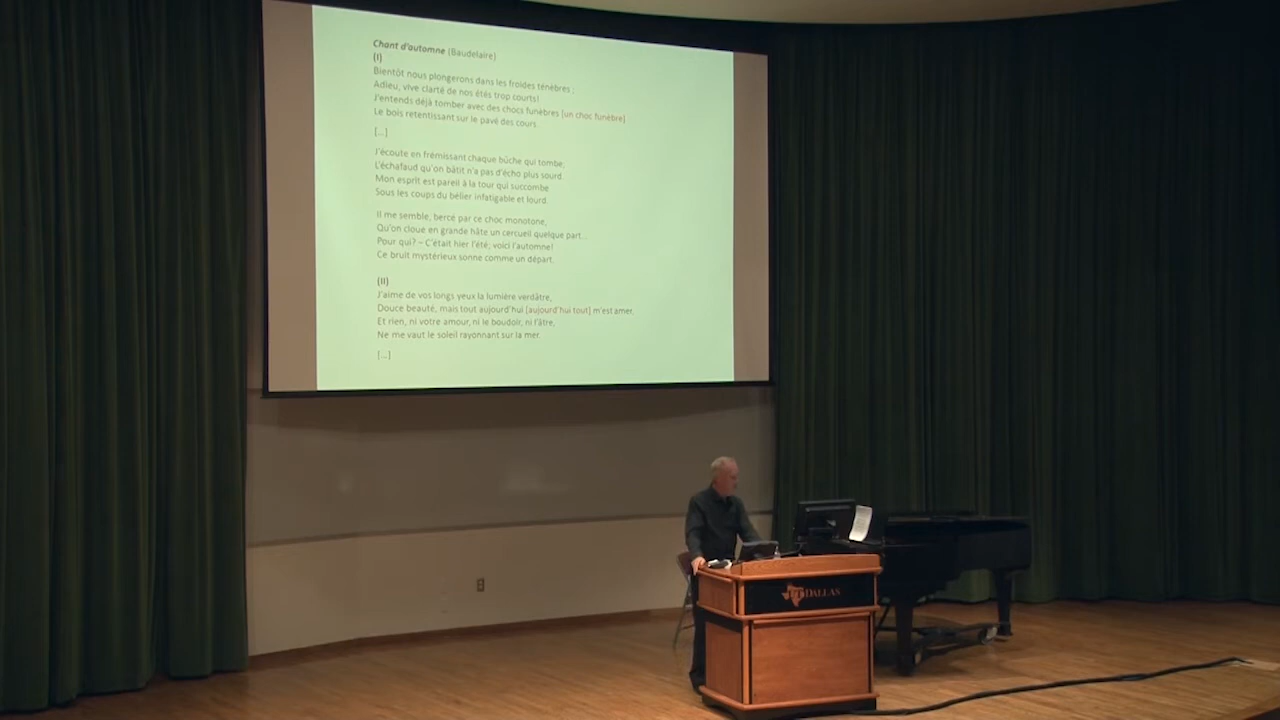 Chant d'automne (Baudelaire)
(I)
Bientôt nous plongerons dans les froides ténèbres ;
Adieu, vive clarté de nos étés trop courts!
J'entends déjà tomber avec des chocs funèbres [un choc funèbre]
Le bois retentissant sur le pavé des cours.
[...]
J'écoute en frémissant chaque bûche qui tombe;
L'échafaud qu'on bâtit n'a pas d'écho plus sourd.
Mon esprit est pareil à la tour qui succombe
Sous les coups du bélier infatigable et lourd.
Il me semble, bercé par ce choc monotone,
Qu'on cloue en grande hâte un cercueil quelque part...
Pour qui? – C'était hier l'été; voici l'automne!
Ce bruit mystérieux sonne comme un départ.
(II)
J'aime de vos longs yeux la lumière verdâtre,
Douce beauté, mais tout aujourd'hui [aujourd'hui tout] m'est amer,
Et rien, ni votre amour, ni le boudoir, ni l'âtre,
Ne me vaut le soleil rayonnant sur la mer.
[...]
UT DALLAS